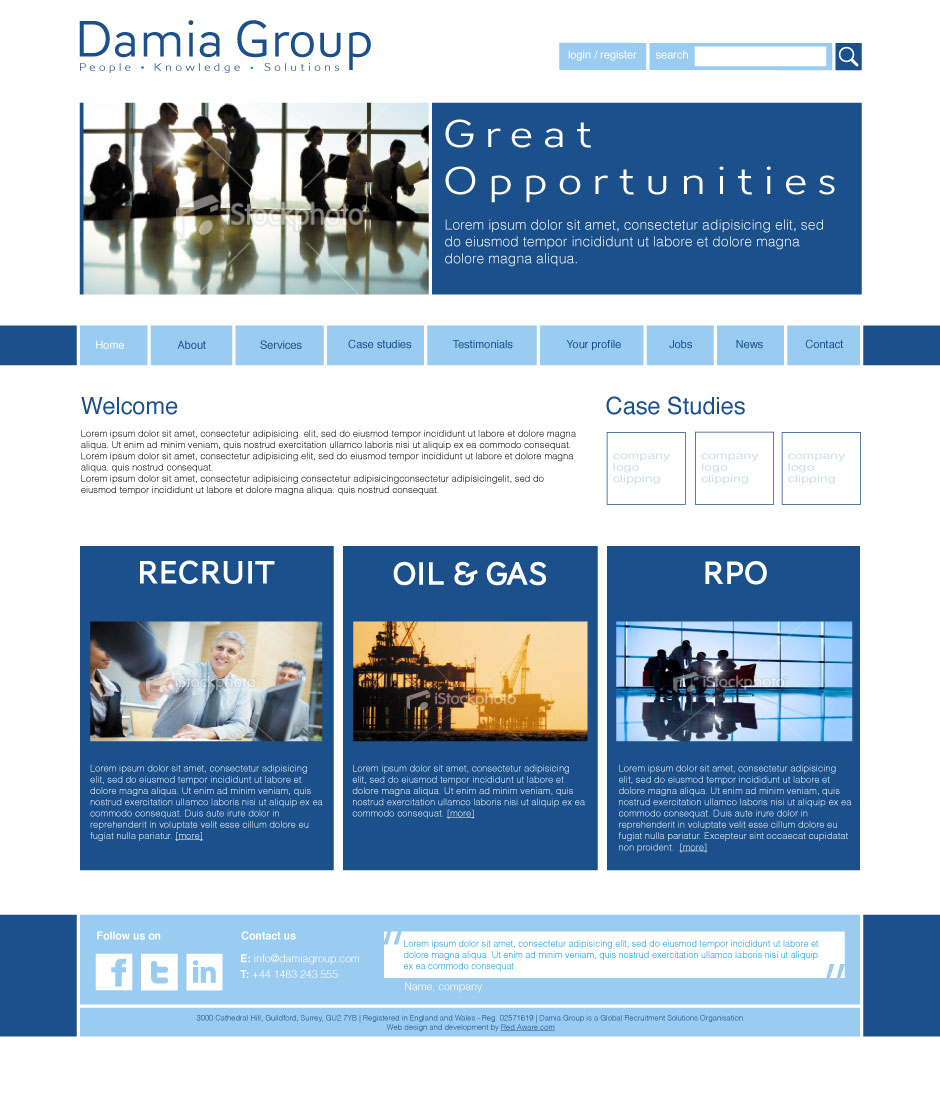 Damia Group
People • Knowledge • Solutions
login / register
search
iStockphoto
Great
Opportunities
Lorem ipsum dolor sit amet, consectetur adipisicing elit, sed
do eiusmod tempor incididunt ut labore et dolore magna
dolore magna aliqua.
Home
About
Services
Case studies
Testimonials
Your profile
Jobs
News
Contact
Welcome
Lorem ipsum dolor sit amet, consectetur adipisicing elit, sed do eiusmod tempor incididunt ut labore et dolore magna
aliqua. Ut enim ad minim veniam, quis nostrud exercitation ullamco laboris nisi ut aliquip ex ea commodo consequat.
Lorem ipsum dolor sit amet, consectetur adipisicing elit, sed do eiusmod tempor incididunt ut labore et dolore magna
aliqua. quis nostrud consequat.
Lorem ipsum dolor sit amet, consectetur adipisicing consectetur adipisicingconsectetur adipisicingelit, sed do
eiusmod tempor incididunt ut labore et dolore magna aliqua. quis nostrud consequat.
Case Studies
company
logo
clipping
company
logo
clipping
company
logo
clipping
RECRUIT
iStockphoto
Lorem ipsum dolor sit amet, consectetur adipisicing
elit, sed do eiusmod tempor incididunt ut labore et
dolore magna aliqua. Ut enim ad minim veniam, quis
nostrud exercitation ullamco laboris nisi ut aliquip ex ea
commodo consequat. Duis aute irure dolor in
reprehenderit in voluptate velit esse cillum dolore eu
fugiat nulla pariatur. [more]
OIL & GAS
iStockphoto
Lorem ipsum dolor sit amet, consectetur adipisicing
elit, sed do eiusmod tempor incididunt ut labore et
dolore magna aliqua. Ut enim ad minim veniam, quis
nostrud exercitation ullamco laboris nisi ut aliquip ex ea
commodo consequat. [more]
RPO
iStockphoto
Lorem ipsum dolor sit amet, consectetur adipisicing
elit, sed do eiusmod tempor incididunt ut labore et
dolore magna aliqua. Ut enim ad minim veniam, quis
nostrud exercitation ullamco laboris nisi ut aliquip ex ea
commodo consequat. Duis aute irure dolor in
reprehenderit in voluptate velit esse cillum dolore eu
fugiat nulla pariatur. Excepteur sint occaecat cupidatat
non proident. [more]
Follow us on
f t in
Contact us
E: info@damiagroup.com
T: +44 1483 243 555
Lorem ipsum dolor sit amet, consectetur adipisicing elit, sed do eiusmod tempor incididunt ut labore et
dolore magna aliqua. Ut enim ad minim veniam, quis nostrud exercitation ullamco laboris nisi ut aliquip
ex ea commodo consequat.
Name, company
3000 Cathedral Hill, Guildford, Surrey, GU2 7YB | Registered in England and Wales - Reg. 02571619 | Damia Group is a Global Recruitment Solutions Organisation.
Web design and development by Red Aware.com